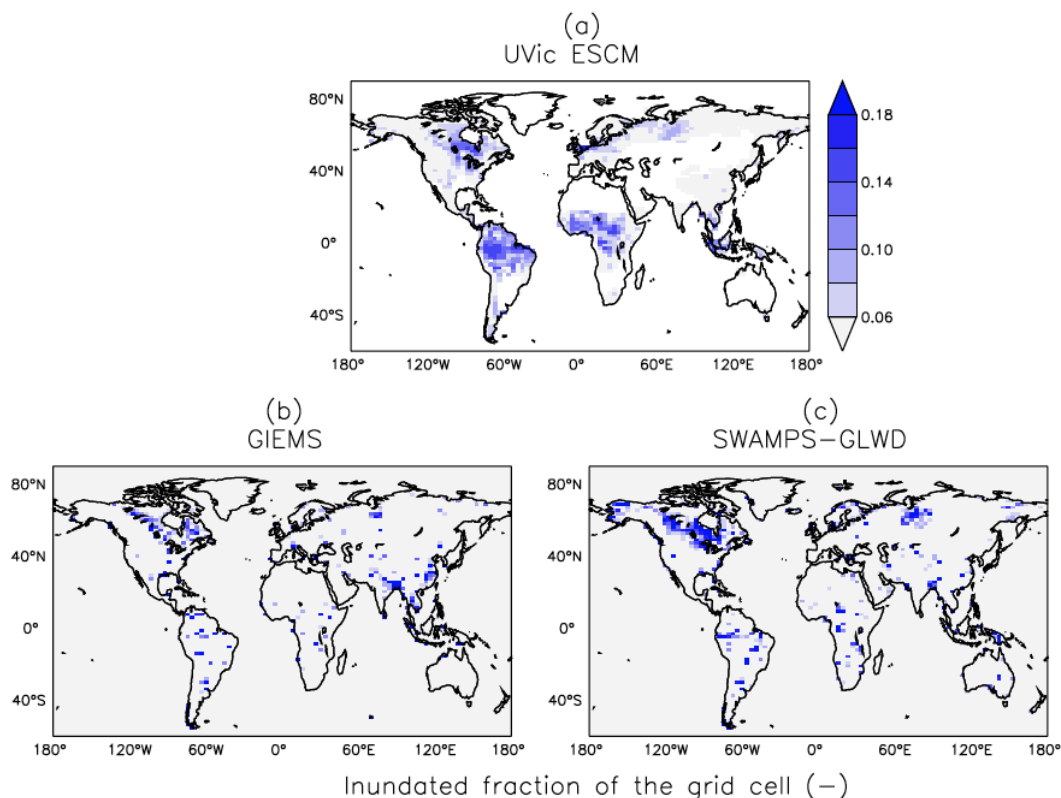 (a)
UVic ESCM
80°N
40°N
0°
40°S
180°
120°W
60°W
0°
60°E
120°E
180°
0.18
0.14
0.10
0.06
(b)
GIEMS
80°N
40°N
0°
40°S
180°
120°W
60°W
0°
60°E
120°E
180°
(c)
SWAMPS-GLWD
80°N
40°N
0°
40°S
180°
120°W
60°W
0°
60°E
120°E
180°
Inundated fraction of the grid cell (-)